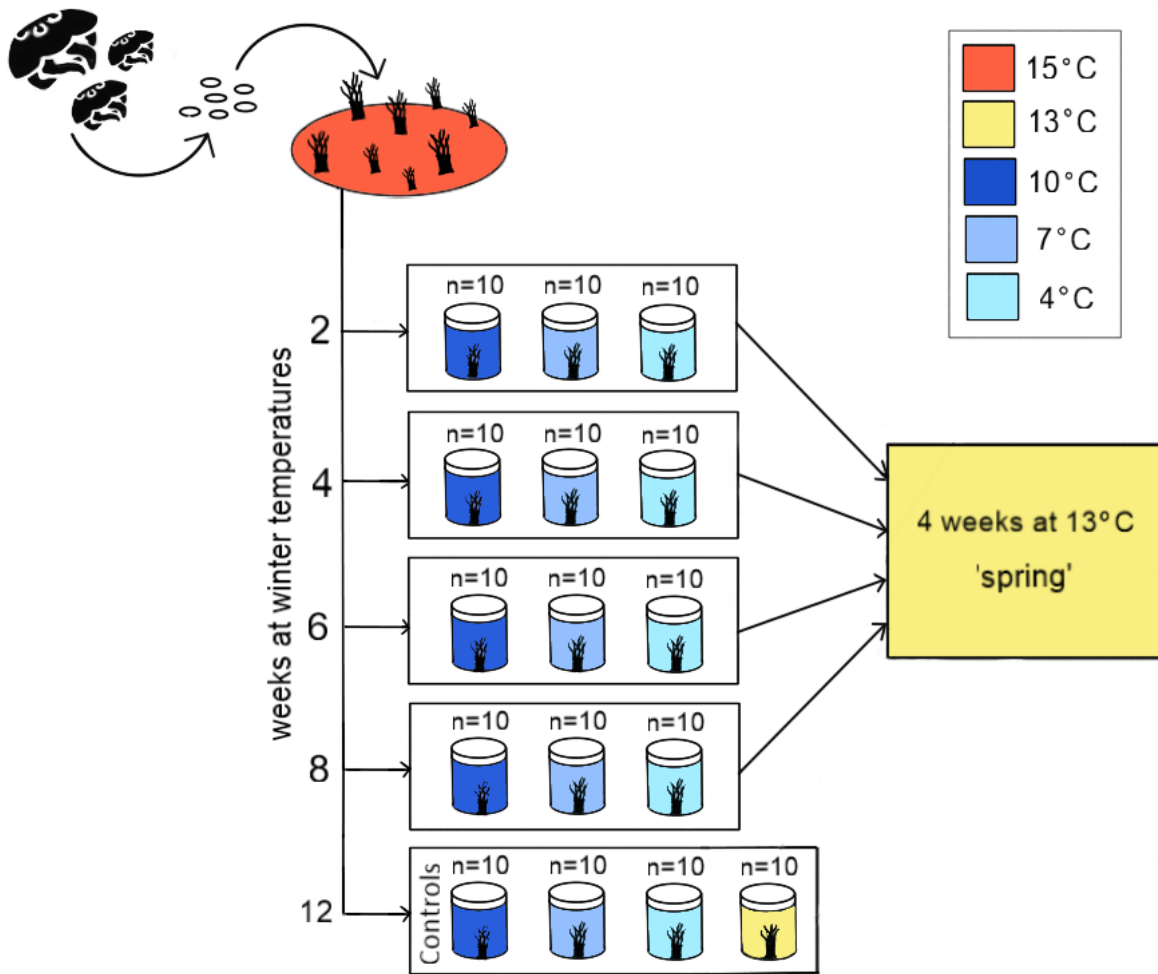 15°C
13°C
10°C
7°C
4°C
weeks at winter temperatures
2
n=10 n=10 n=10
4
n=10 n=10 n=10
6
n=10 n=10 n=10
8
n=10 n=10 n=10
12
Controls
n=10 n=10 n=10 n=10
4 weeks at 13°C
'spring'